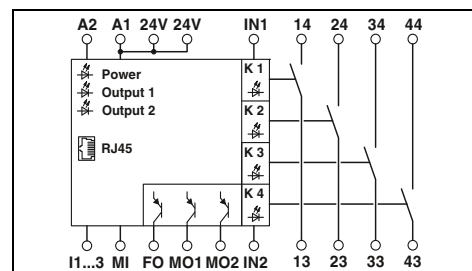 A2 A1 24V 24V IN1 14 24 34 44
Power
Output 1
Output 2
RJ45
K 1
K 2
K 3
K 4
I1...3 MI FO MO1 MO2 IN2 13 23 33 43